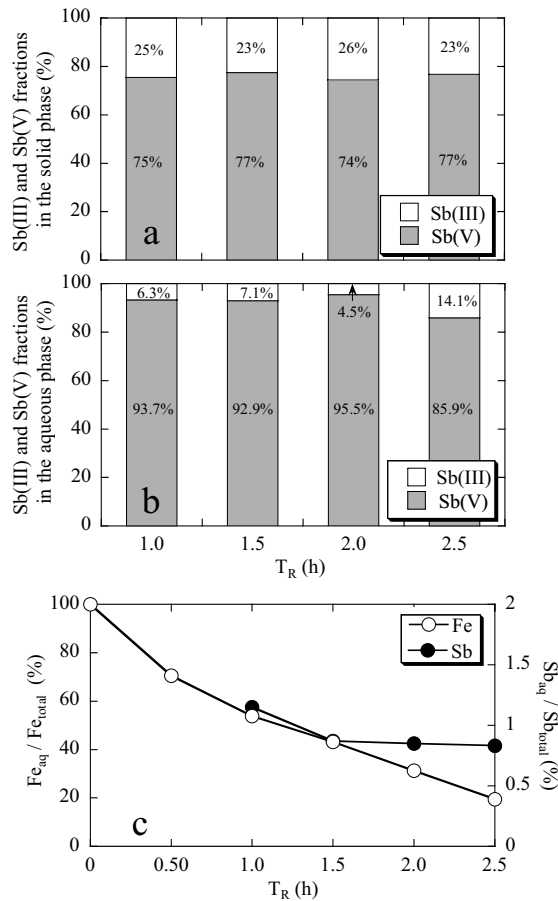 100
80
60
40
20
0
Sb(III) and Sb(V) fractions
in the solid phase (%)
25%
23%
26%
23%
75%
77%
74%
77%
Sb(III)
Sb(V)
a
100
80
60
40
20
0
Sb(III) and Sb(V) fractions
in the aqueous phase (%)
6.3%
7.1%
4.5%
14.1%
93.7%
92.9%
95.5%
85.9%
Sb(III)
Sb(V)
b
1.0
1.5
2.0
2.5
T_R (h)
100
80
60
40
20
0
Fe_aq / Fe_total (%)
Fe
Sb
2
1.5
1
0.5
0
Sb_aq / Sb_total (%)
c
0
0.50
1.0
1.5
2.0
2.5
T_R (h)